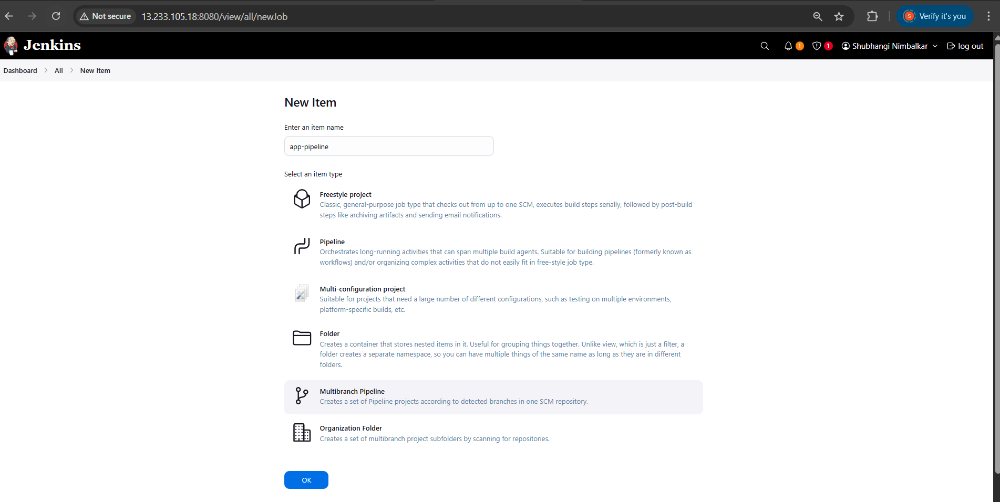 Not secure
13.233.105.18:8080/view/all/newJob
S
Verify it's you
Jenkins
1
1
Shubhangi Nimbalkar
log out
Dashboard
All
New Item
New Item
Enter an item name
app-pipeline
Select an item type
Freestyle project
Classic, general-purpose job type that checks out from up to one SCM, executes build steps serially, followed by post-build
steps like archiving artifacts and sending email notifications.
Pipeline
Orchestrates long-running activities that can span multiple build agents. Suitable for building pipelines (formerly known as
workflows) and/or organizing complex activities that do not easily fit in free-style job type.
Multi-configuration project
Suitable for projects that need a large number of different configurations, such as testing on multiple environments,
platform-specific builds, etc.
Folder
Creates a container that stores nested items in it. Useful for grouping things together. Unlike view, which is just a filter, a
folder creates a separate namespace, so you can have multiple things of the same name as long as they are in different
folders.
Multibranch Pipeline
Creates a set of Pipeline projects according to detected branches in one SCM repository.
Organization Folder
Creates a set of multibranch project subfolders by scanning for repositories.
OK